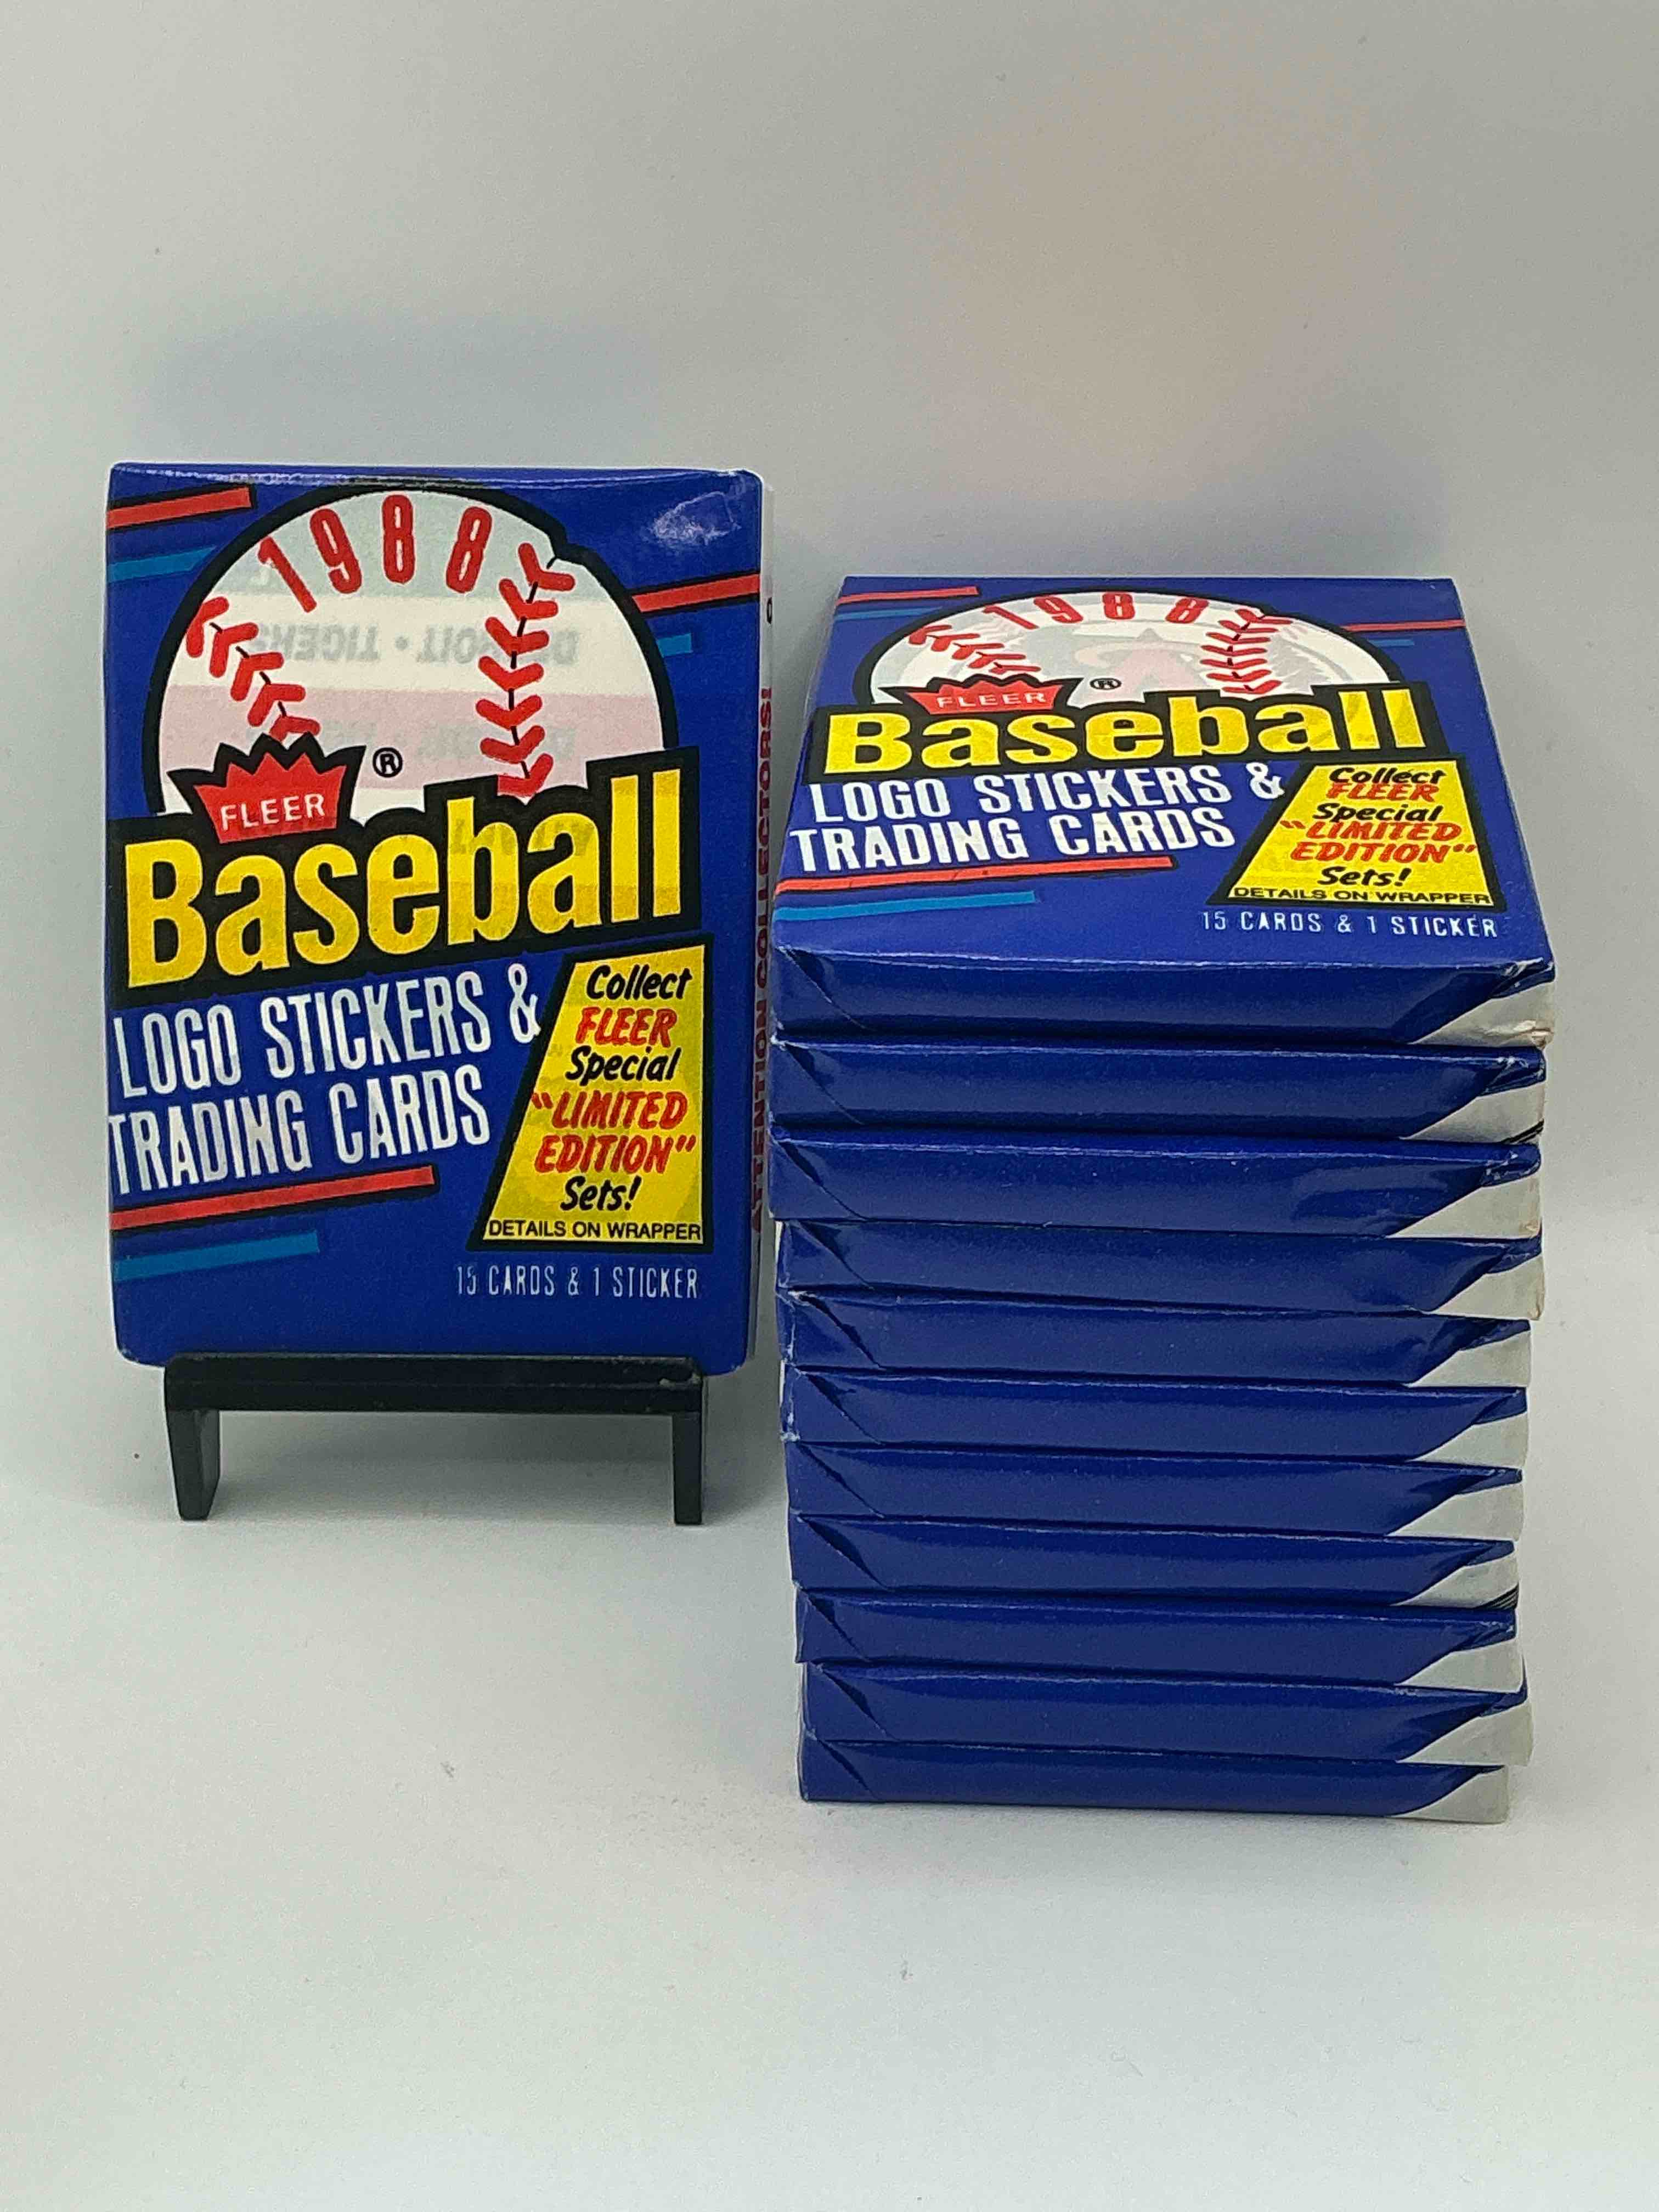 1988
FLEER ®
Baseball
LOGO STICKERS &
TRADING CARDS
Collect
FLEER
Special
"LIMITED
EDITION"
Sets!
DETAILS ON WRAPPER
15 CARDS & 1 STICKER
ATTENTION COLLECTORS!
DETROIT • TIGERS
1988
FLEER ®
Baseball
LOGO STICKERS &
TRADING CARDS
Collect
FLEER
Special
"LIMITED
EDITION"
Sets!
DETAILS ON WRAPPER
15 CARDS & 1 STICKER